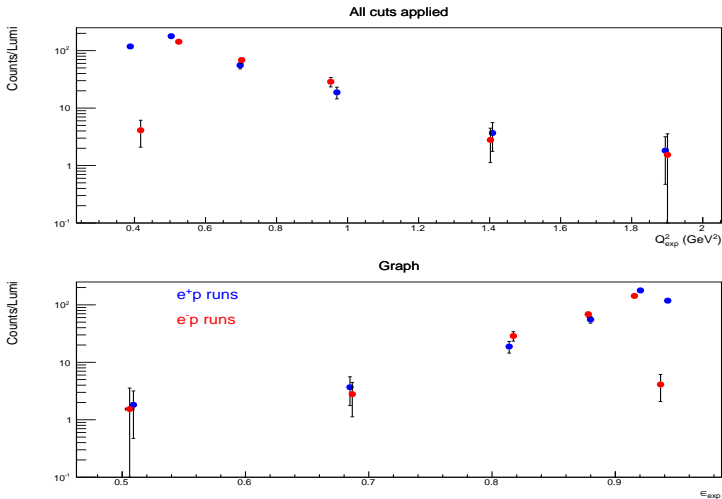 All cuts applied
Counts/Lumi
10²
10
1
10⁻¹
0.4 0.6 0.8 1 1.2 1.4 1.6 1.8 2
Q²exp (GeV²)
Graph
Counts/Lumi
e⁺p runs
e⁻p runs
10²
10
1
10⁻¹
0.5 0.6 0.7 0.8 0.9
∈exp